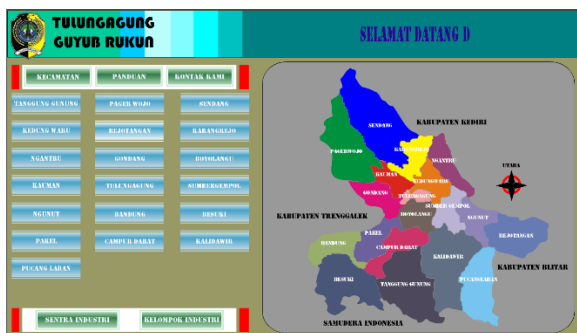 TULUNGAGUNG
GUYUB RUKUN
SELAMAT DATANG D
KECAMATAN PANDUAN KONTAK KAMI
TANGGUNG GUNUNG PAGER WOJO SENDANG
KEDUNG WARU REJOTANGAN KARANGREJO
NGANTRU GONDANG BOYOLANGU
KAUMAN TULUNGAGUNG SUMBERGEMPOL
NGUNUT BANDUNG BESUKI
PAKEL CAMPUR DARAT KALIDAWIR
PUCANG LABAN
SENTRA INDUSTRI KELOMPOK INDUSTRI
SENDANG
KABUPATEN KEDIRI
PAGERWOJO
KARANGREJO
NGANTRU
UTARA
KAUMAN
KEDUNGWARU
GONDANG
TULUNGAGUNG
SUMBER GEMPOL
KABUPATEN TRENGGALEK
BOYOLANGU
NGUNUT
REJOTANGAN
PAKEL
BANDUNG
CAMPUR DARAT
KALIDAWIR
KABUPATEN BLITAR
BESUKI
TANGGUNG GUNUNG
PUCANGLABAN
SAMUDERA INDONESIA